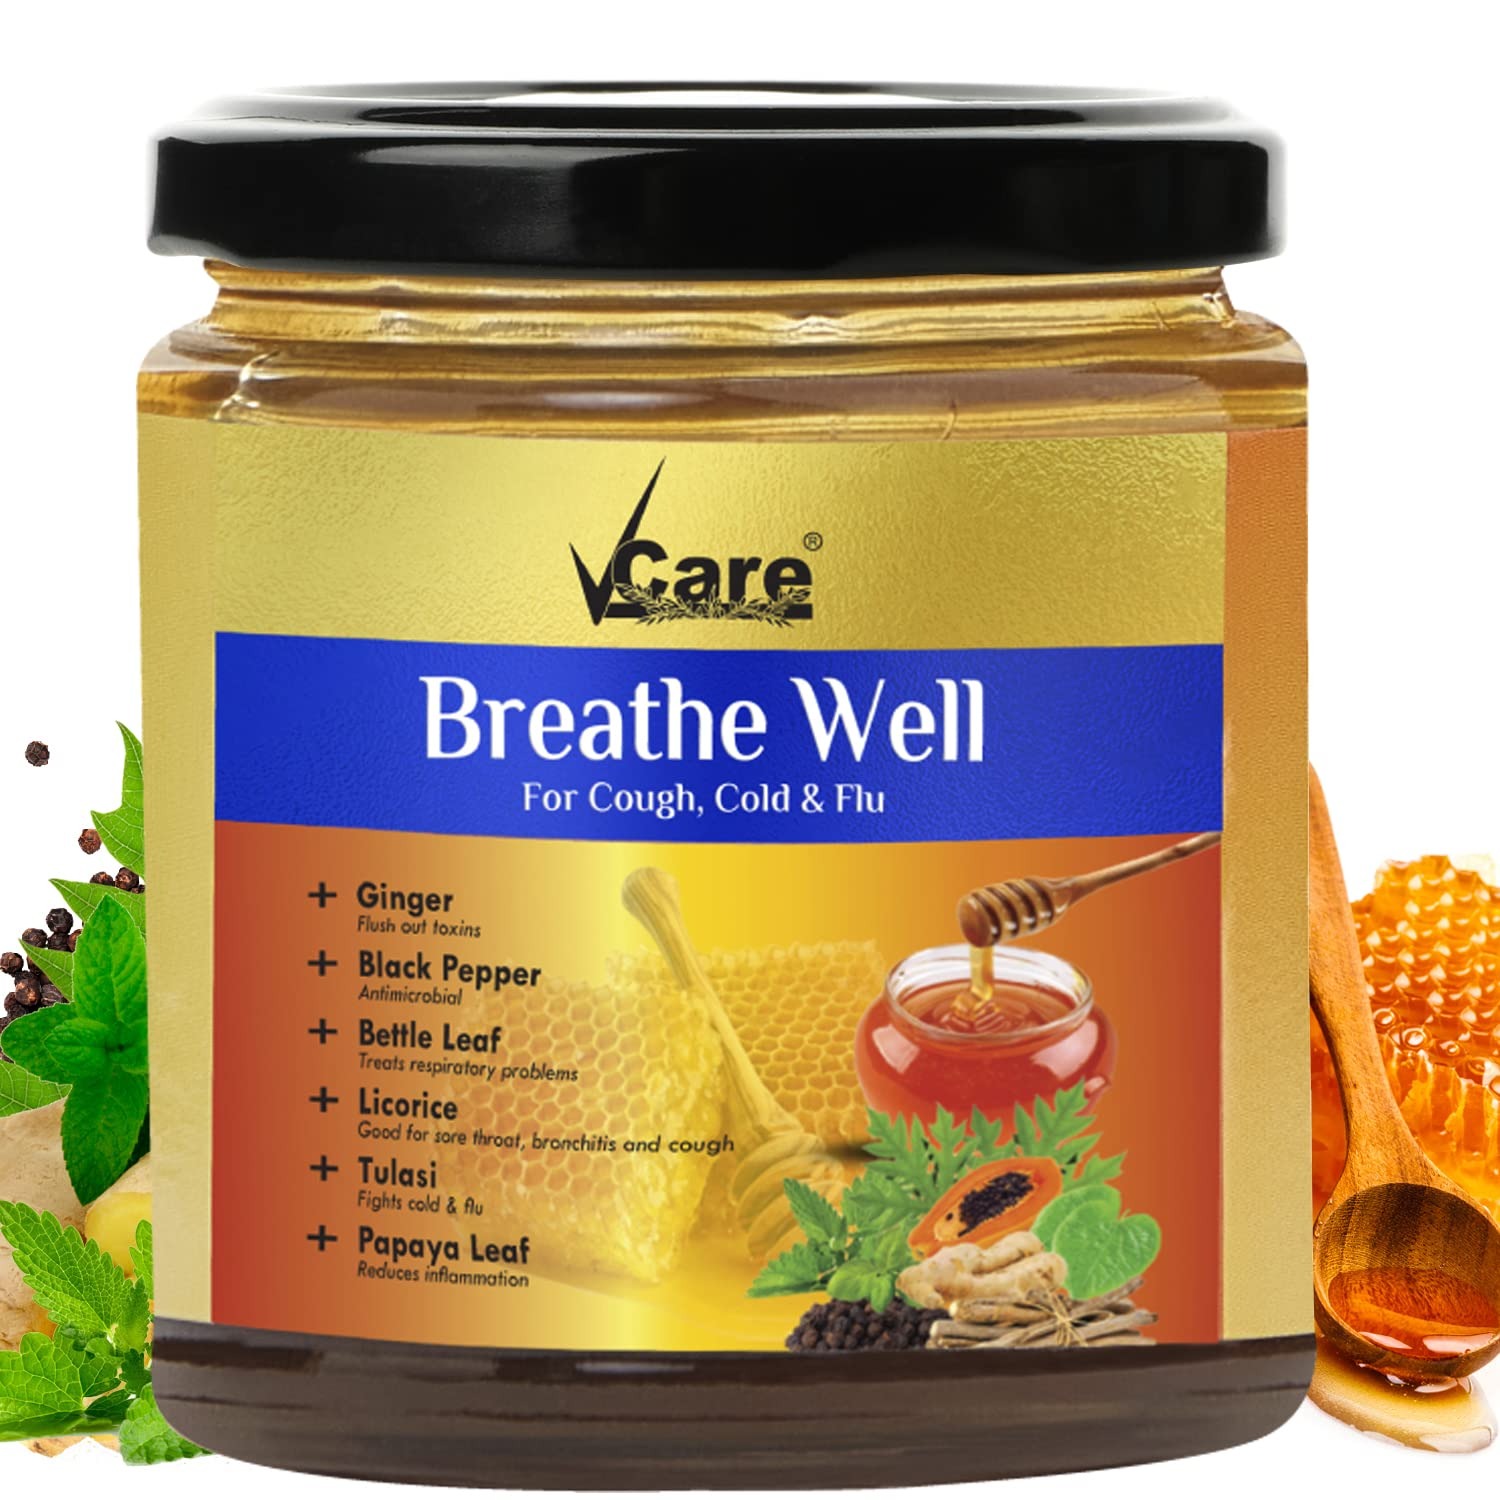 VCare®
Breathe Well
For Cough, Cold & Flu
+ Ginger
Flush out toxins
+ Black Pepper
Antimicrobial
+ Bettle Leaf
Treats respiratory problems
+ Licorice
Good for sore throat, bronchitis and cough
+ Tulasi
Fights cold & flu
+ Papaya Leaf
Reduces inflammation